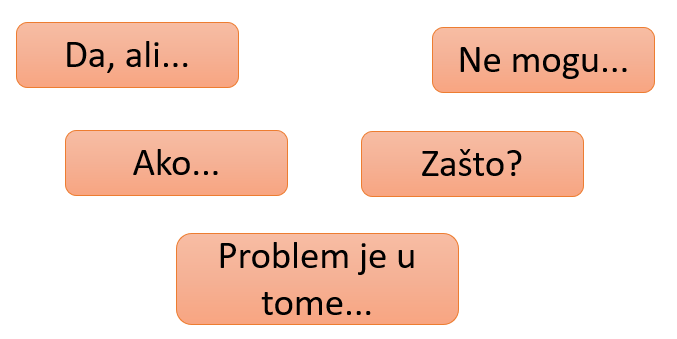 Da, ali...
Ne mogu...
Ako...
Zašto?
Problem je u
tome...